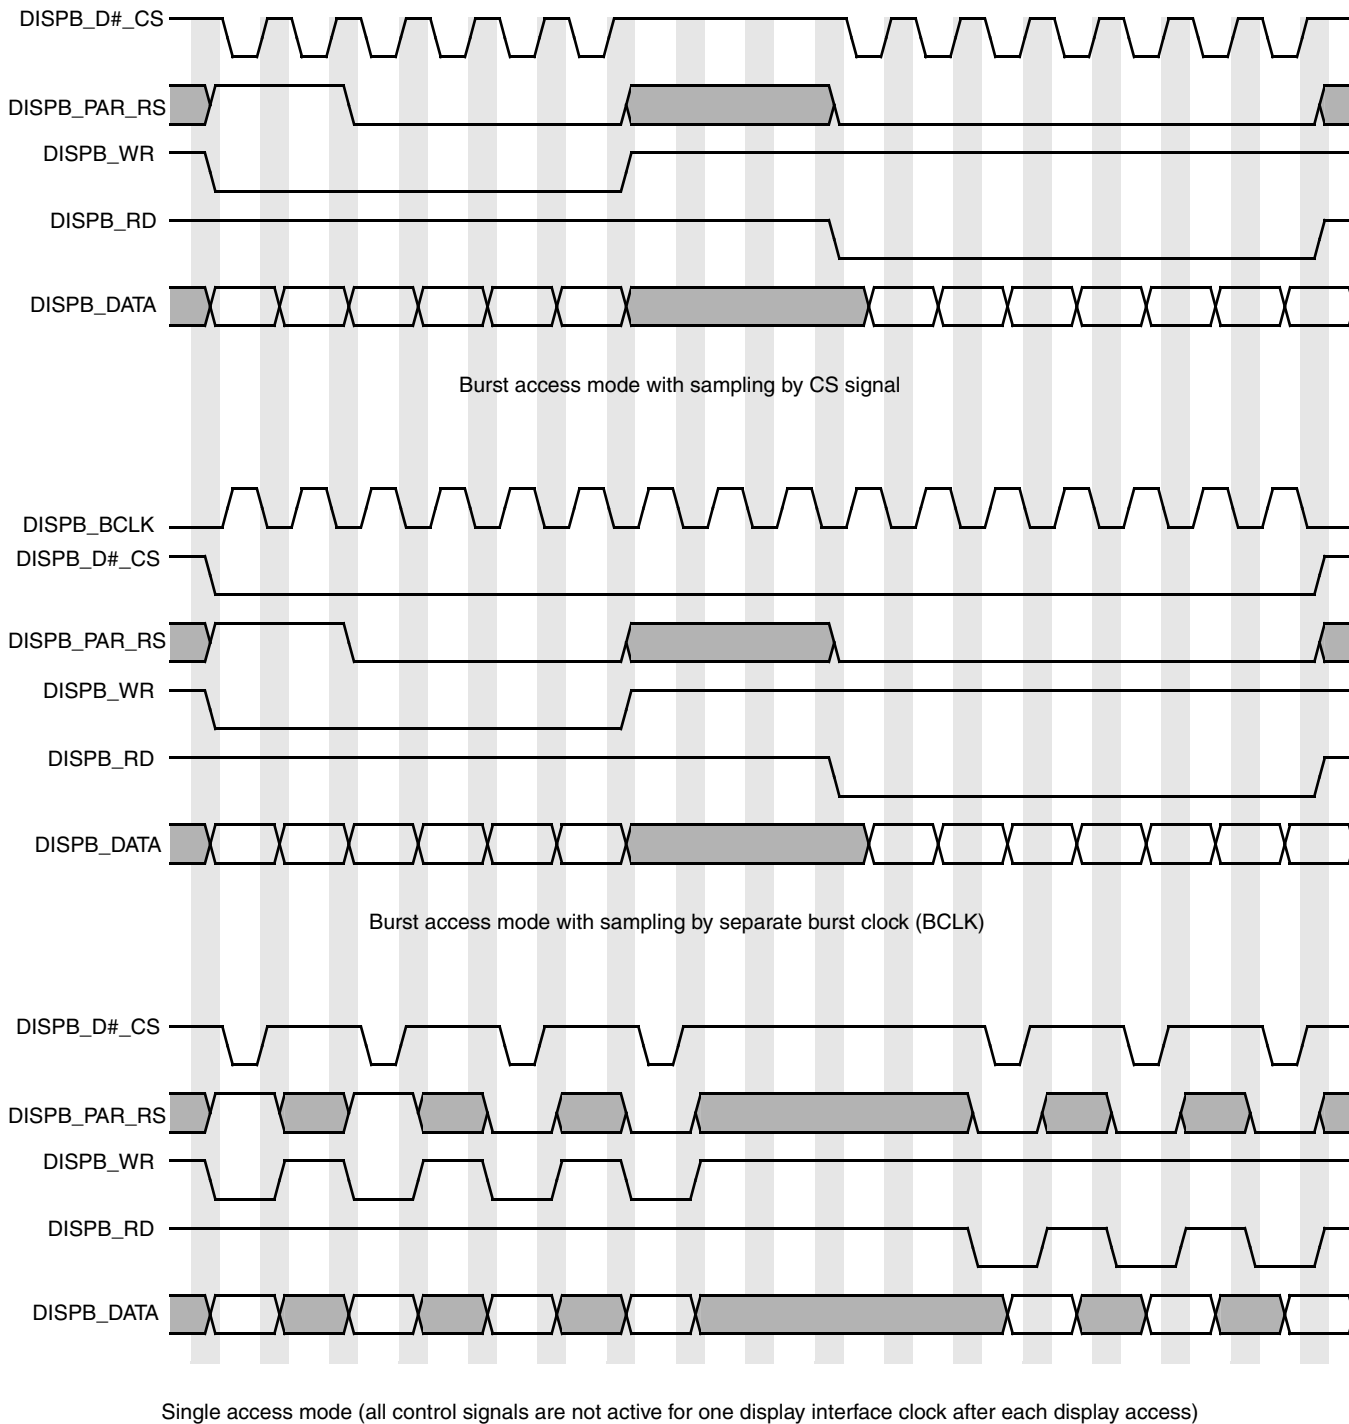 DISPB_D#_CS
DISPB_PAR_RS
DISPB_WR
DISPB_RD
DISPB_DATA
Burst access mode with sampling by CS signal
DISPB_BCLK
DISPB_D#_CS
DISPB_PAR_RS
DISPB_WR
DISPB_RD
DISPB_DATA
Burst access mode with sampling by separate burst clock (BCLK)
DISPB_D#_CS
DISPB_PAR_RS
DISPB_WR
DISPB_RD
DISPB_DATA
Single access mode (all control signals are not active for one display interface clock after each display access)